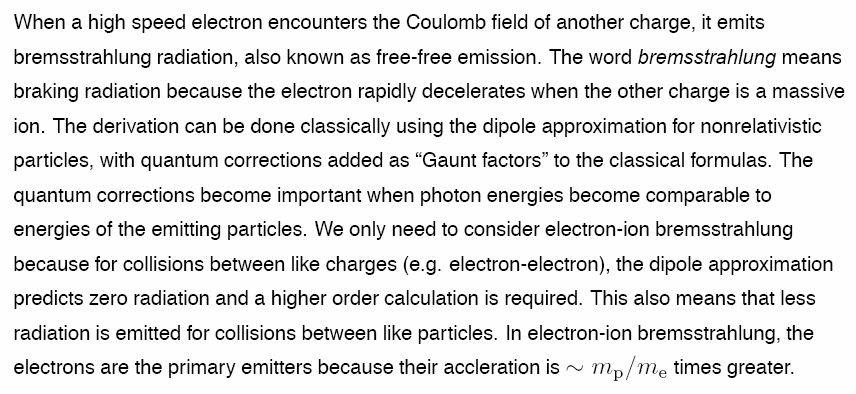 When a high speed electron encounters the Coulomb field of another charge, it emits
bremsstrahlung radiation, also known as free-free emission. The word bremsstrahlung means
braking radiation because the electron rapidly decelerates when the other charge is a massive
ion. The derivation can be done classically using the dipole approximation for nonrelativistic
particles, with quantum corrections added as “Gaunt factors” to the classical formulas. The
quantum corrections become important when photon energies become comparable to
energies of the emitting particles. We only need to consider electron-ion bremsstrahlung
because for collisions between like charges (e.g. electron-electron), the dipole approximation
predicts zero radiation and a higher order calculation is required. This also means that less
radiation is emitted for collisions between like particles. In electron-ion bremsstrahlung, the
electrons are the primary emitters because their accleration is ∼ m_p/m_e times greater.